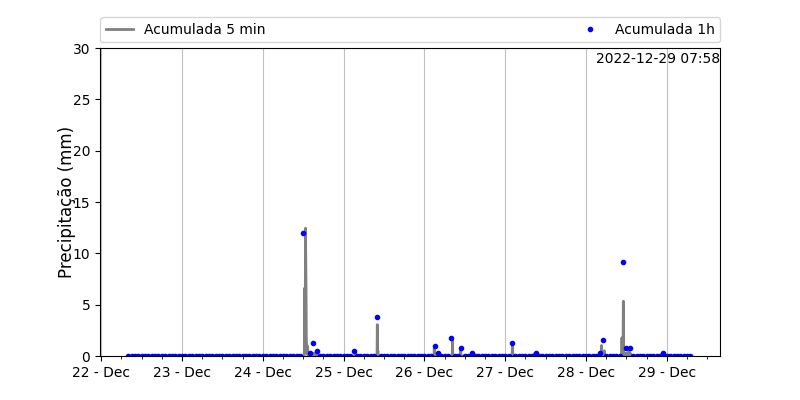 Acumulada 5 min
Acumulada 1h
2022-12-29 07:58
Precipitação (mm)
30
25
20
15
10
5
0
22 - Dec
23 - Dec
24 - Dec
25 - Dec
26 - Dec
27 - Dec
28 - Dec
29 - Dec